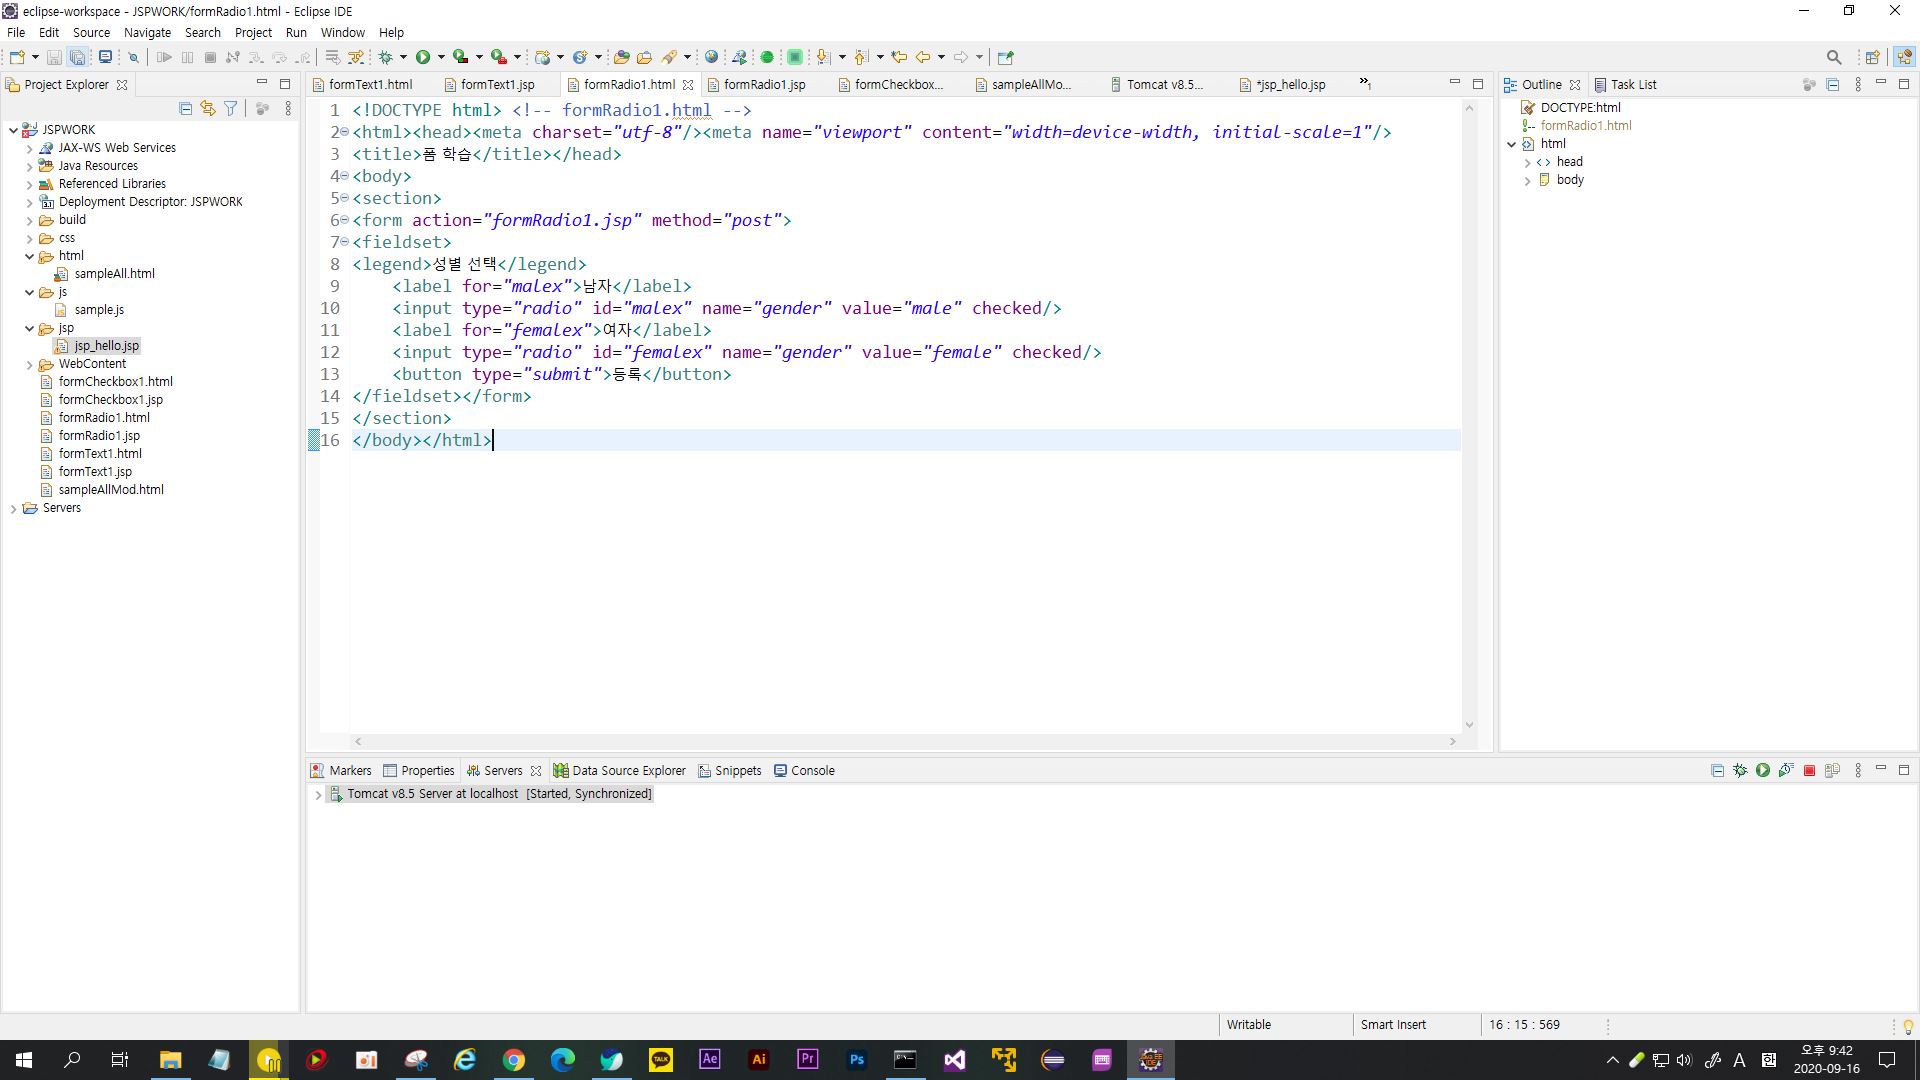 eclipse-workspace - JSPWORK/formRadio1.html - Eclipse IDE
File Edit Source Navigate Search Project Run Window Help
Project Explorer
JSPWORK
JAX-WS Web Services
Java Resources
Referenced Libraries
Deployment Descriptor: JSPWORK
build
css
html
sampleAll.html
js
sample.js
jsp
jsp_hello.jsp
WebContent
formCheckbox1.html
formCheckbox1.jsp
formRadio1.html
formRadio1.jsp
formText1.html
formText1.jsp
sampleAllMod.html
Servers
formText1.html formText1.jsp formRadio1.html formRadio1.jsp formCheckbox... sampleAllMo... Tomcat v8.5... *jsp_hello.jsp »1
1 <!DOCTYPE html> <!-- formRadio1.html -->
2 <html><head><meta charset="utf-8"/><meta name="viewport" content="width=device-width, initial-scale=1"/>
3 <title>폼 학습</title></head>
4 <body>
5 <section>
6 <form action="formRadio1.jsp" method="post">
7 <fieldset>
8 <legend>성별 선택</legend>
9 <label for="malex">남자</label>
10 <input type="radio" id="malex" name="gender" value="male" checked/>
11 <label for="femalex">여자</label>
12 <input type="radio" id="femalex" name="gender" value="female" checked/>
13 <button type="submit">등록</button>
14 </fieldset></form>
15 </section>
16 </body></html>
Outline Task List
DOCTYPE:html
formRadio1.html
html
head
body
Markers Properties Servers Data Source Explorer Snippets Console
Tomcat v8.5 Server at localhost [Started, Synchronized]
Writable Smart Insert 16 : 15 : 569
TALK Ae Ai Pr Ps A 오후 9:42
2020-09-16